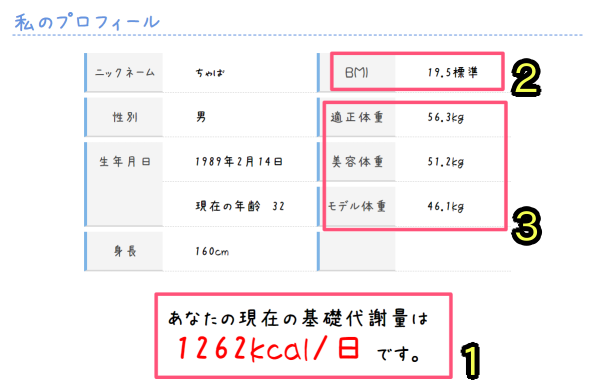 私のプロフィール
ニックネーム ちゃば
BMI 19.5標準
2
性別 男
適正体重 56.3kg
生年月日 1989年2月14日
美容体重 51.2kg
現在の年齢 32
モデル体重 46.1kg
3
身長 160cm
あなたの現在の基礎代謝量は
1262kcal/日 です。
1